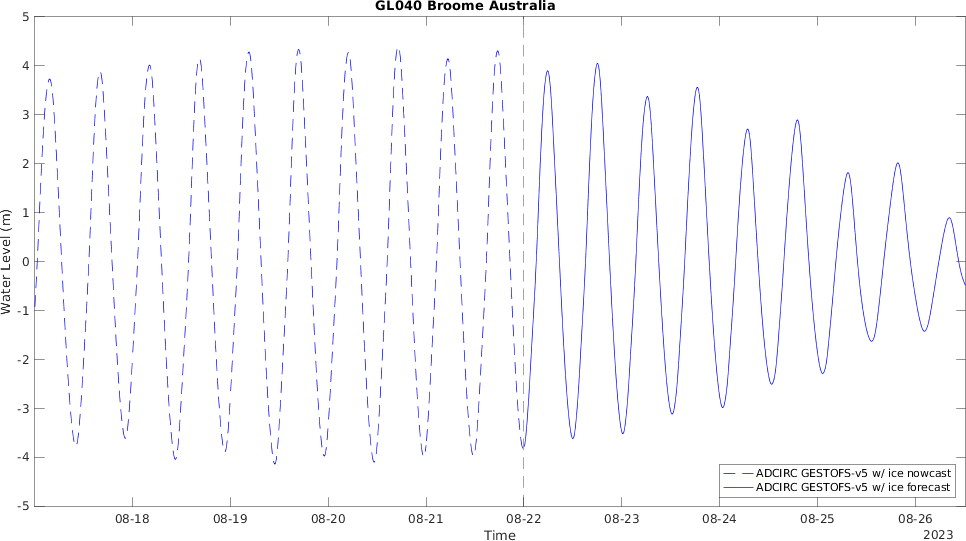 GL040 Broome Australia
5
4
3
2
1
0
-1
-2
-3
-4
-5
Water Level (m)
08-18 08-19 08-20 08-21 08-22 08-23 08-24 08-25 08-26
Time
2023
ADCIRC GESTOFS-v5 w/ ice nowcast
ADCIRC GESTOFS-v5 w/ ice forecast